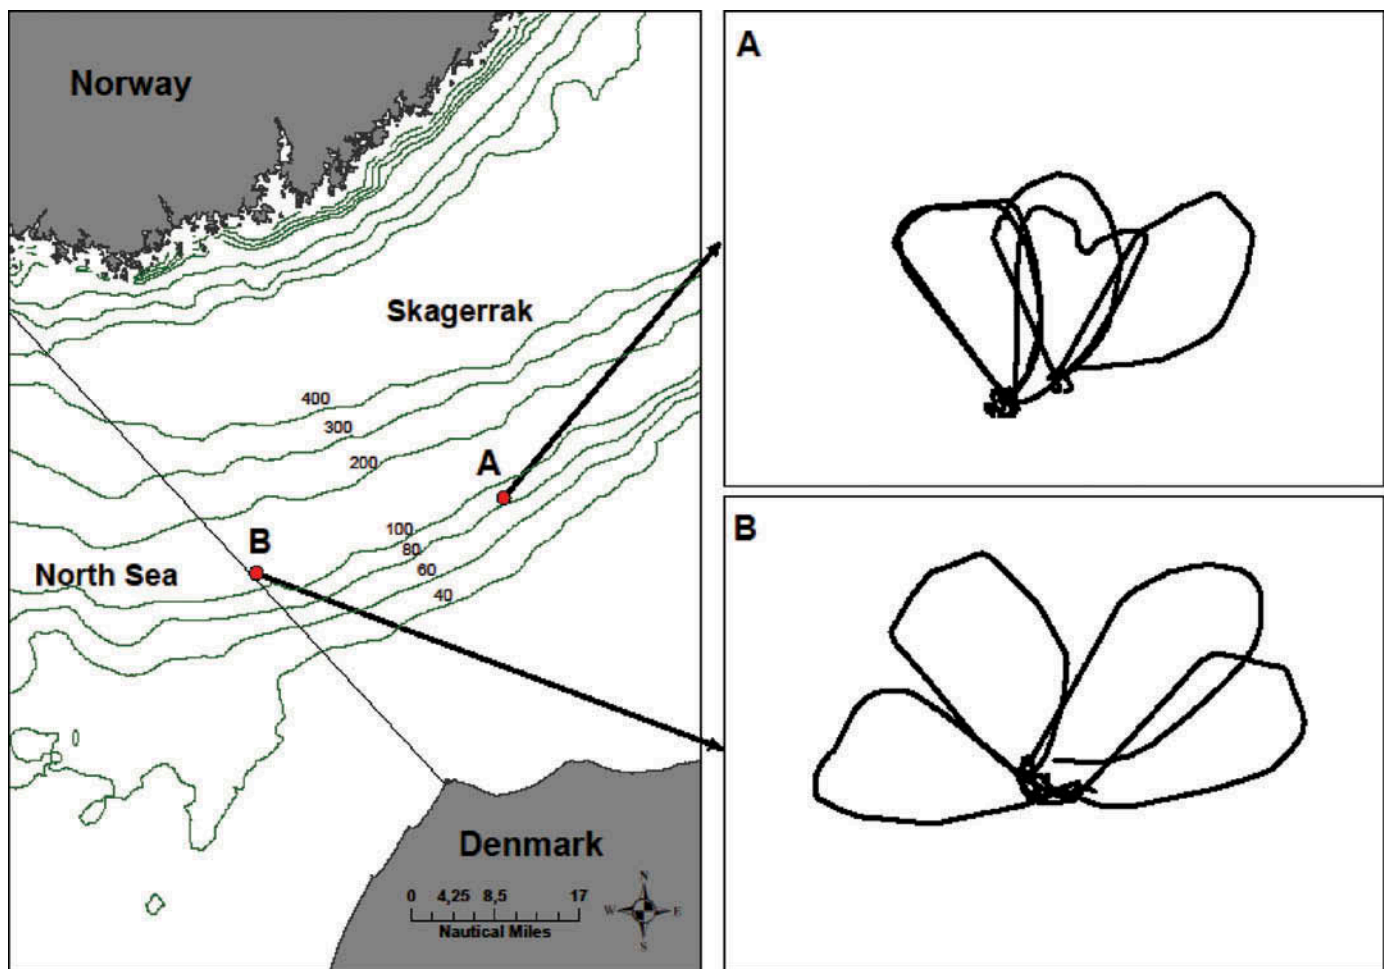 Norway
Skagerrak
400
300
200
A
100
80
B
60
North Sea
40
Denmark
0 4,25 8,5 17
Nautical Miles
N
W E
S
A
B